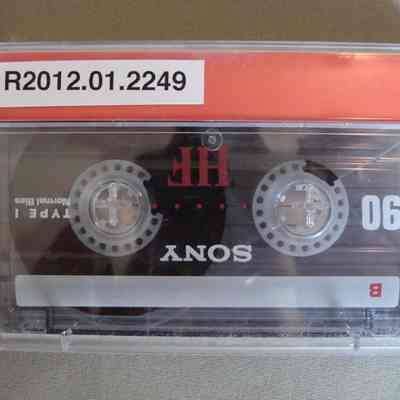 R2012.01.2249
B
SONY
90
TYPE I
Normal Bias
HF